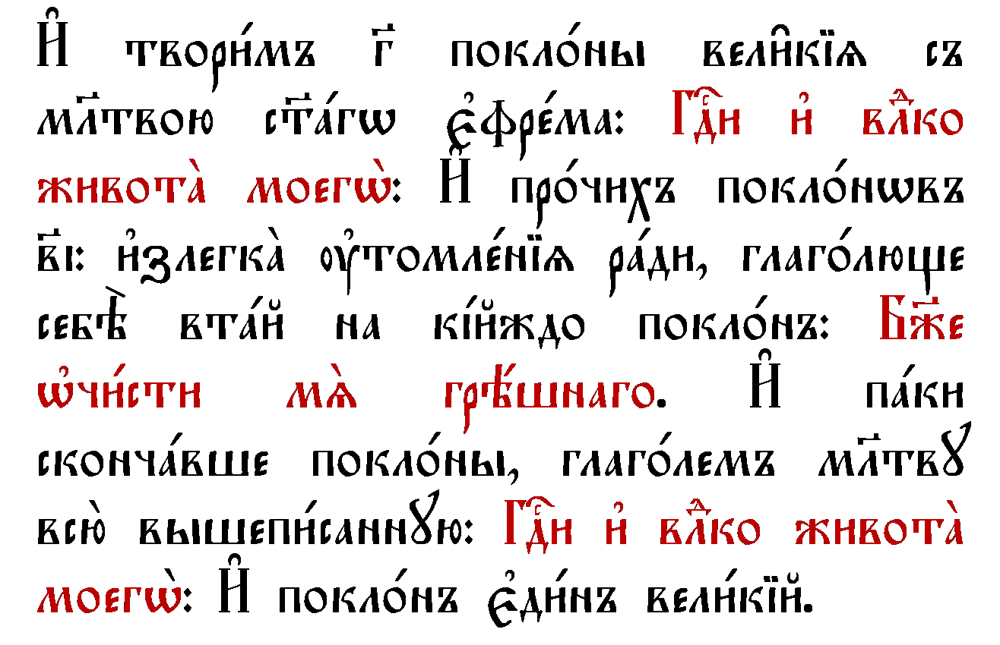 И҆̑ твори́мъ г҃ покло́ны вели̑кїѧ съ
мл҃твою ст҃а́гѡ є҆фре́ма: Гдⷭ҇и и҆ влⷣко
живота̀ моегѡ̀: И҆̑ про́чихъ покло́нѡвъ
в҃і: и҆злегка̀ ᲂу҆томле́нїѧ ра́ди, глаго́люще
себѣ̀ вта́й на кі́йждо покло́нъ: Бж҃е
ѡ҆чи́сти мѧ̀ грѣ́шнаго. И҆̑ па́ки
сконча́вше покло́ны, глаго́лемъ мл҃твꙋ
всю̀ вышепи́саннꙋю: Гдⷭ҇и и҆ влⷣко живота̀
моегѡ̀: И҆̑ покло́нъ є҆ди́нъ вели́кїй.